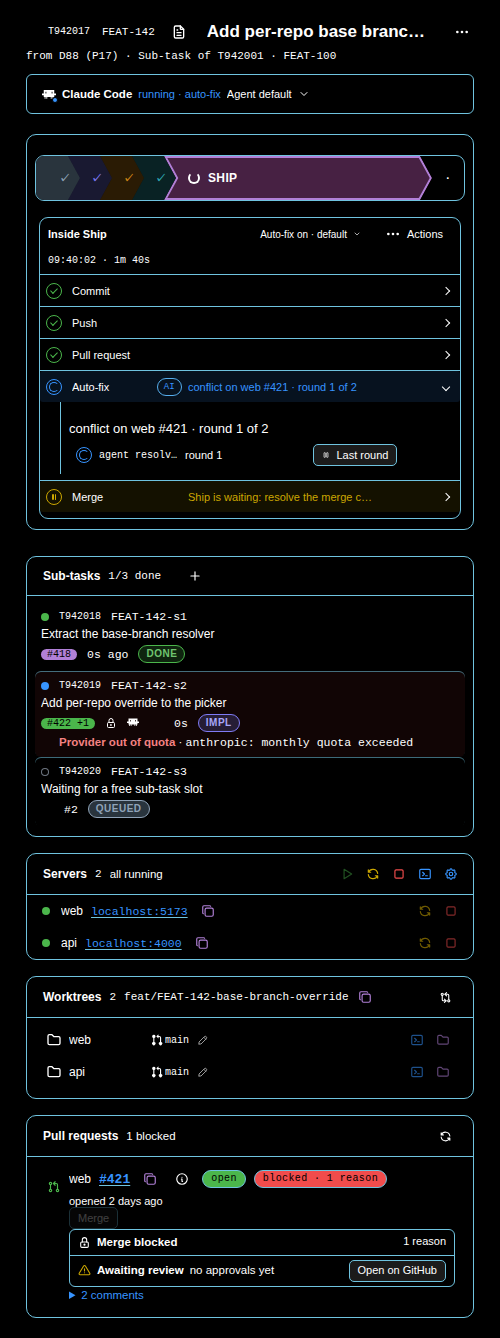 T942017 FEAT-142 Add per-repo base branc…
from D88 (P17) · Sub-task of T942001 · FEAT-100
Claude Code running · auto-fix Agent default
SHIP
Inside Ship Auto-fix on · default Actions
09:40:02 · 1m 40s
Commit
Push
Pull request
Auto-fix AI conflict on web #421 · round 1 of 2
conflict on web #421 · round 1 of 2
agent resolv… round 1 Last round
Merge Ship is waiting: resolve the merge c…
Sub-tasks 1/3 done
T942018 FEAT-142-s1
Extract the base-branch resolver
#418 0s ago DONE
T942019 FEAT-142-s2
Add per-repo override to the picker
#422 +1 0s IMPL
Provider out of quota · anthropic: monthly quota exceeded
T942020 FEAT-142-s3
Waiting for a free sub-task slot
#2 QUEUED
Servers 2 all running
web localhost:5173
api localhost:4000
Worktrees 2 feat/FEAT-142-base-branch-override
web main
api main
Pull requests 1 blocked
web #421 open blocked · 1 reason
opened 2 days ago
Merge
Merge blocked 1 reason
Awaiting review no approvals yet Open on GitHub
2 comments